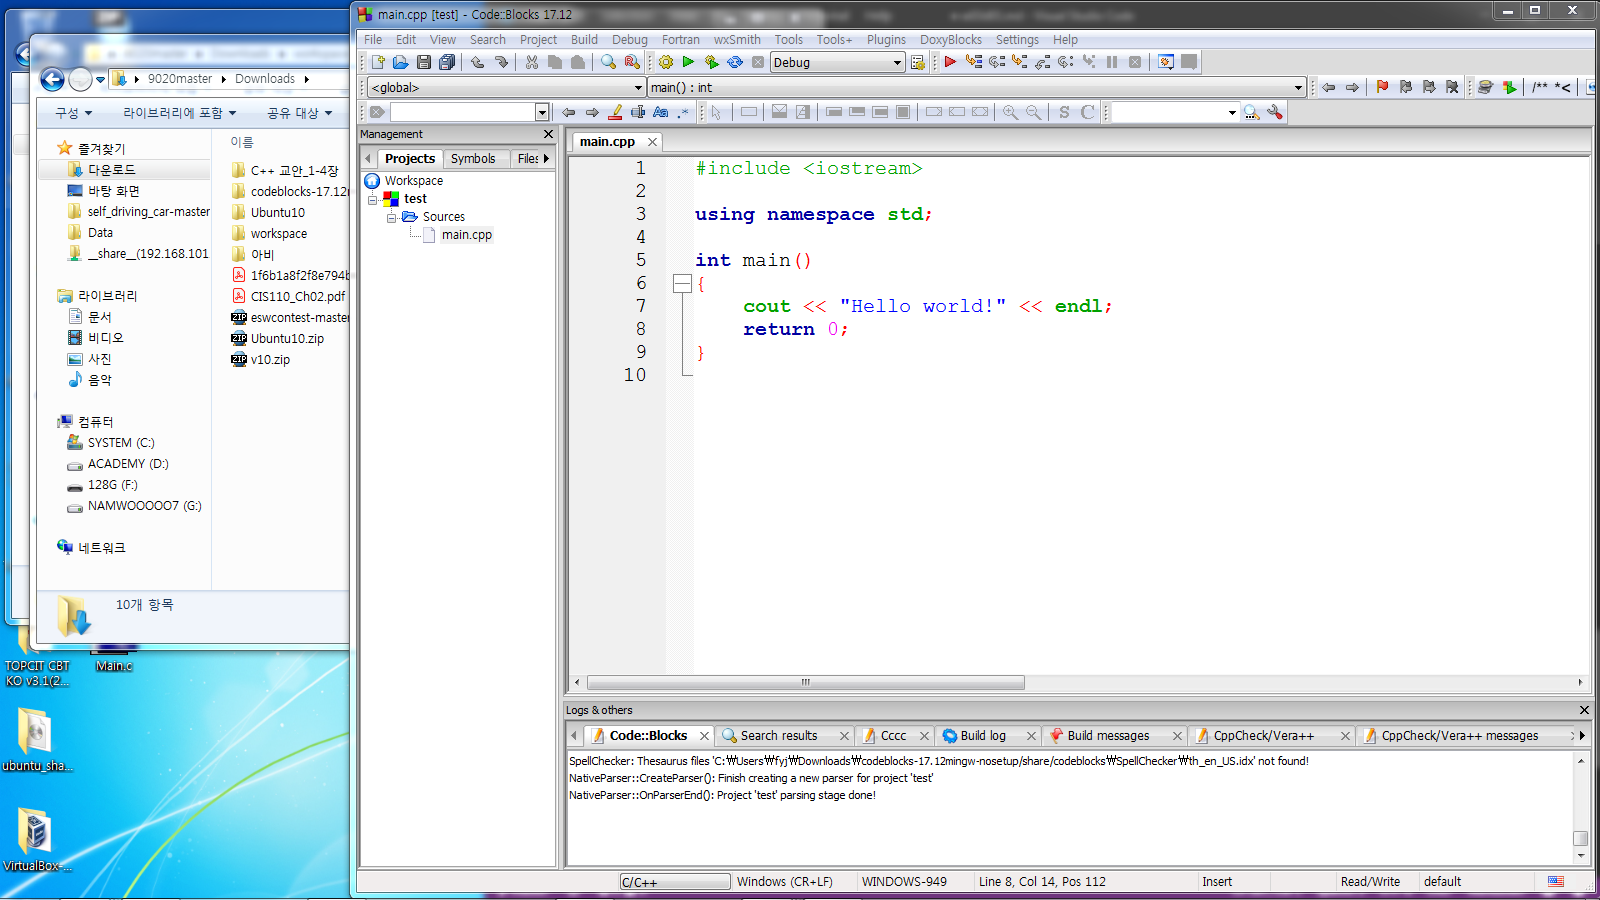 main.cpp [test] - Code::Blocks 17.12
File Edit View Search Project Build Debug Fortran wxSmith Tools Tools+ Plugins DoxyBlocks Settings Help
Debug
<global>
main() : int
/** *<
Management
Projects Symbols Files
Workspace
test
Sources
main.cpp
main.cpp
1 #include <iostream>
2
3 using namespace std;
4
5 int main()
6 {
7 cout << "Hello world!" << endl;
8 return 0;
9 }
10
Logs & others
Code::Blocks Search results Cccc Build log Build messages CppCheck/Vera++ CppCheck/Vera++ messages
SpellChecker: Thesaurus files 'C:₩Users₩fyj₩Downloads₩codeblocks-17.12mingw-nosetup/share/codeblocks₩SpellChecker₩th_en_US.idx' not found!
NativeParser::CreateParser(): Finish creating a new parser for project 'test'
NativeParser::OnParserEnd(): Project 'test' parsing stage done!
C/C++ Windows (CR+LF) WINDOWS-949 Line 8, Col 14, Pos 112 Insert Read/Write default
9020master Downloads
구성 라이브러리에 포함 공유 대상
즐겨찾기
다운로드
바탕 화면
self_driving_car-master
Data
__share__(192.168.101
라이브러리
문서
비디오
사진
음악
컴퓨터
SYSTEM (C:)
ACADEMY (D:)
128G (F:)
NAMWOOOOO7 (G:)
네트워크
이름
C++ 교안_1-4장
codeblocks-17.12
Ubuntu10
workspace
아비
1f6b1a8f2f8e794b
CIS110_Ch02.pdf
eswcontest-master
Ubuntu10.zip
v10.zip
10개 항목
TOPCIT CBT
KO v3.1(2...
Main.c
ubuntu_sha...
VirtualBox-...